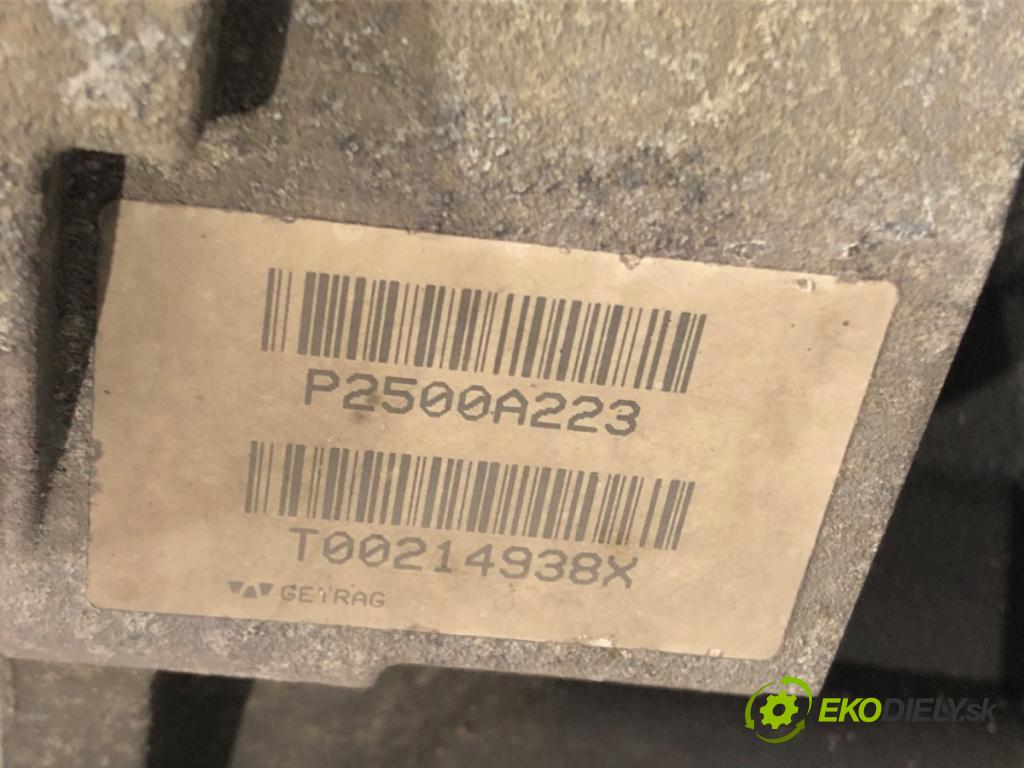 P2500A223
T00214938X
GETRAG
EKODIELY.sk